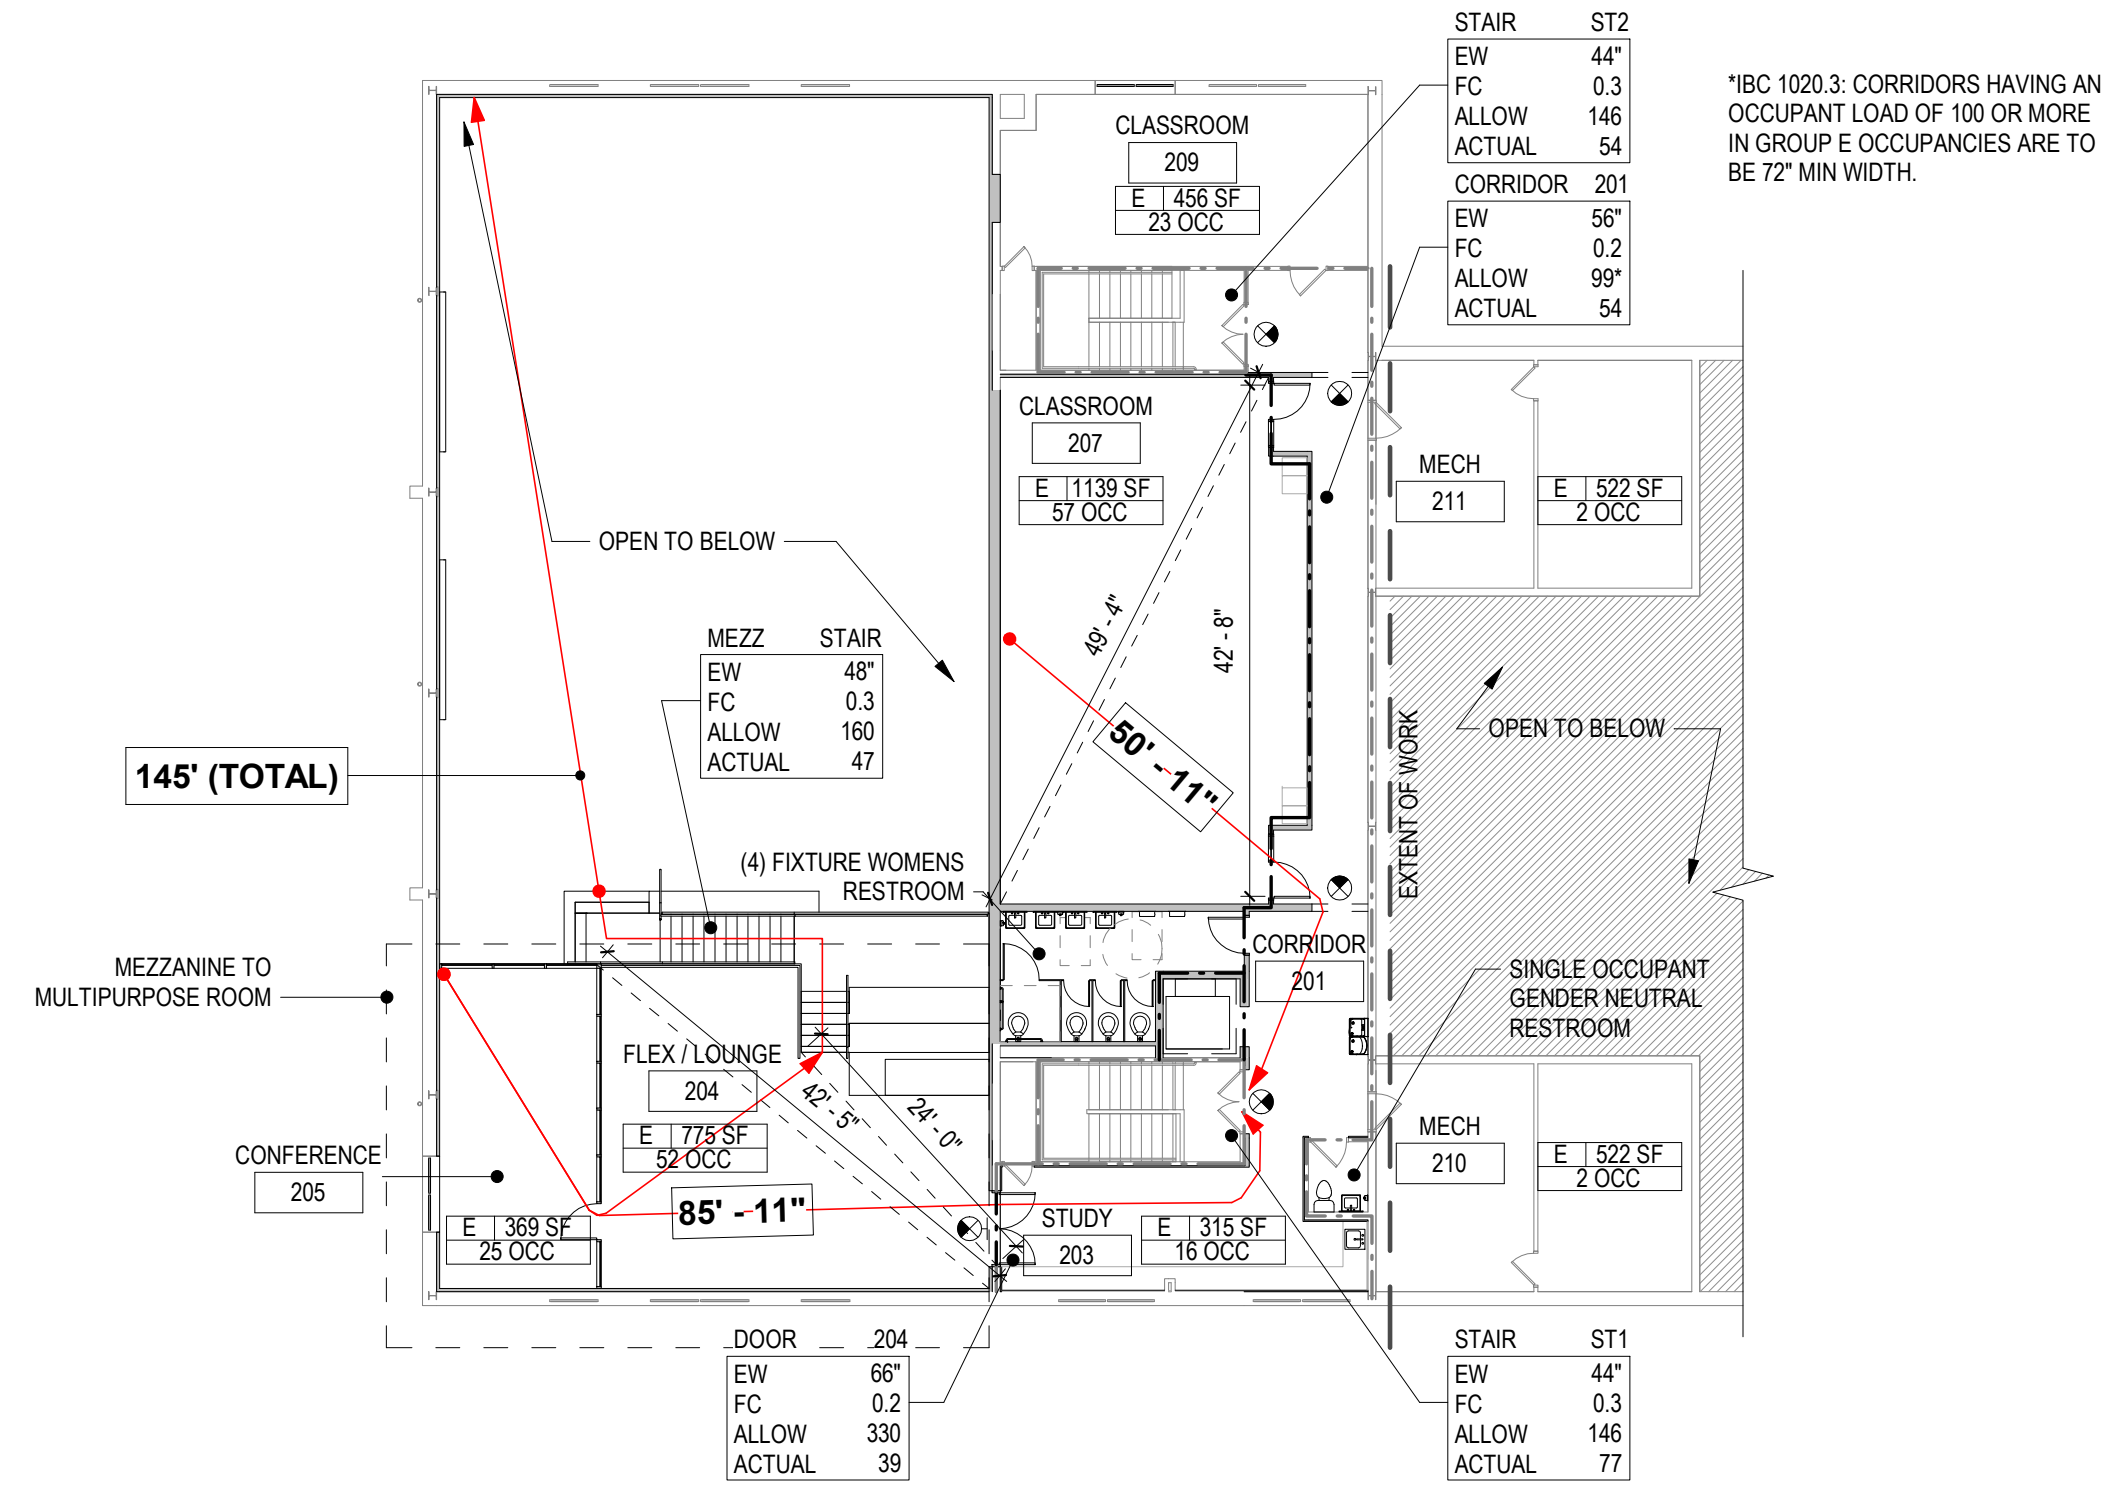 STAIR ST2
EW 44"
FC 0.3
ALLOW 146
ACTUAL 54
*IBC 1020.3: CORRIDORS HAVING AN
OCCUPANT LOAD OF 100 OR MORE
IN GROUP E OCCUPANCIES ARE TO
BE 72" MIN WIDTH.
CORRIDOR 201
EW 56"
FC 0.2
ALLOW 99*
ACTUAL 54
CLASSROOM
209
E 456 SF
23 OCC
CLASSROOM
207
E 1139 SF
57 OCC
MECH
211
E 522 SF
2 OCC
OPEN TO BELOW
49' - 4"
42' - 8"
MEZZ STAIR
EW 48"
FC 0.3
ALLOW 160
ACTUAL 47
50' - 11"
OPEN TO BELOW
EXTENT OF WORK
145' (TOTAL)
(4) FIXTURE WOMENS
RESTROOM
MEZZANINE TO
MULTIPURPOSE ROOM
CORRIDOR
201
SINGLE OCCUPANT
GENDER NEUTRAL
RESTROOM
FLEX / LOUNGE
204
E 775 SF
52 OCC
42' - 5"
24' - 0"
CONFERENCE
205
E 369 SF
25 OCC
85' - 11"
STUDY
203
E 315 SF
16 OCC
MECH
210
E 522 SF
2 OCC
DOOR 204
EW 66"
FC 0.2
ALLOW 330
ACTUAL 39
STAIR ST1
EW 44"
FC 0.3
ALLOW 146
ACTUAL 77